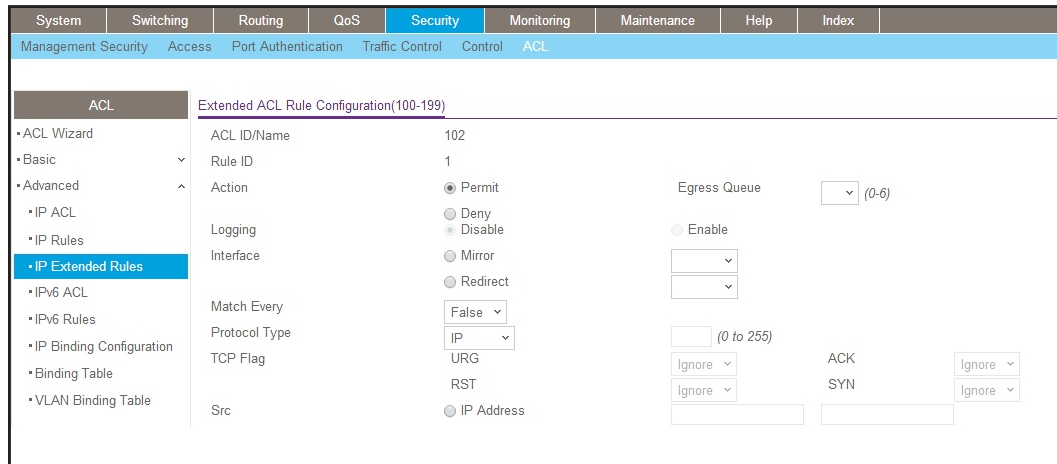 System Switching Routing QoS Security Monitoring Maintenance Help Index
Management Security Access Port Authentication Traffic Control Control ACL
ACL
ACL Wizard
Basic
Advanced
IP ACL
IP Rules
IP Extended Rules
IPv6 ACL
IPv6 Rules
IP Binding Configuration
Binding Table
VLAN Binding Table
Extended ACL Rule Configuration(100-199)
ACL ID/Name 102
Rule ID 1
Action Permit Egress Queue (0-6)
Deny
Logging Disable Enable
Interface Mirror
Redirect
Match Every False
Protocol Type IP (0 to 255)
TCP Flag URG Ignore ACK Ignore
RST Ignore SYN Ignore
Src IP Address